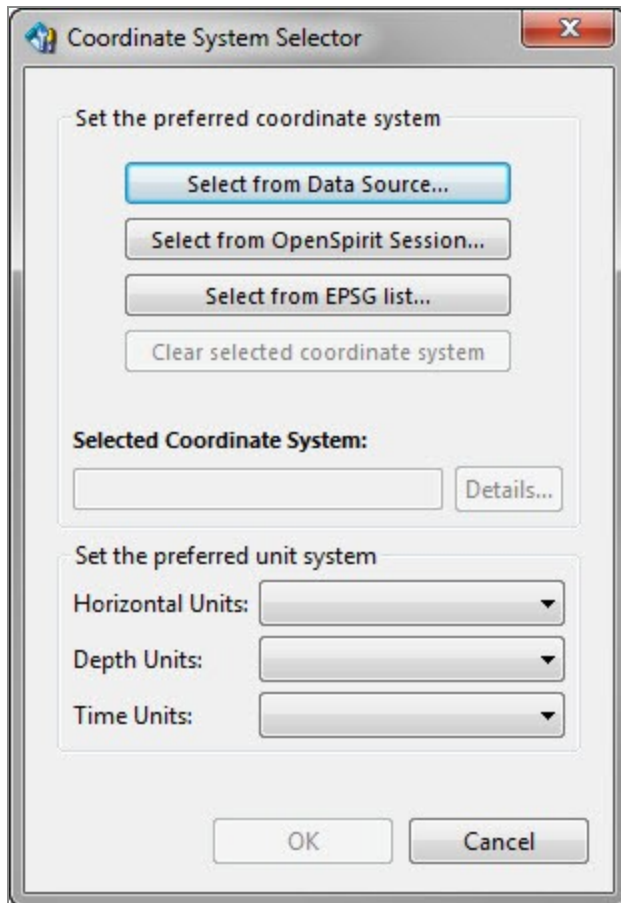 Coordinate System Selector
Set the preferred coordinate system
Select from Data Source...
Select from OpenSpirit Session...
Select from EPSG list...
Clear selected coordinate system
Selected Coordinate System:
Details...
Set the preferred unit system
Horizontal Units:
Depth Units:
Time Units:
OK Cancel